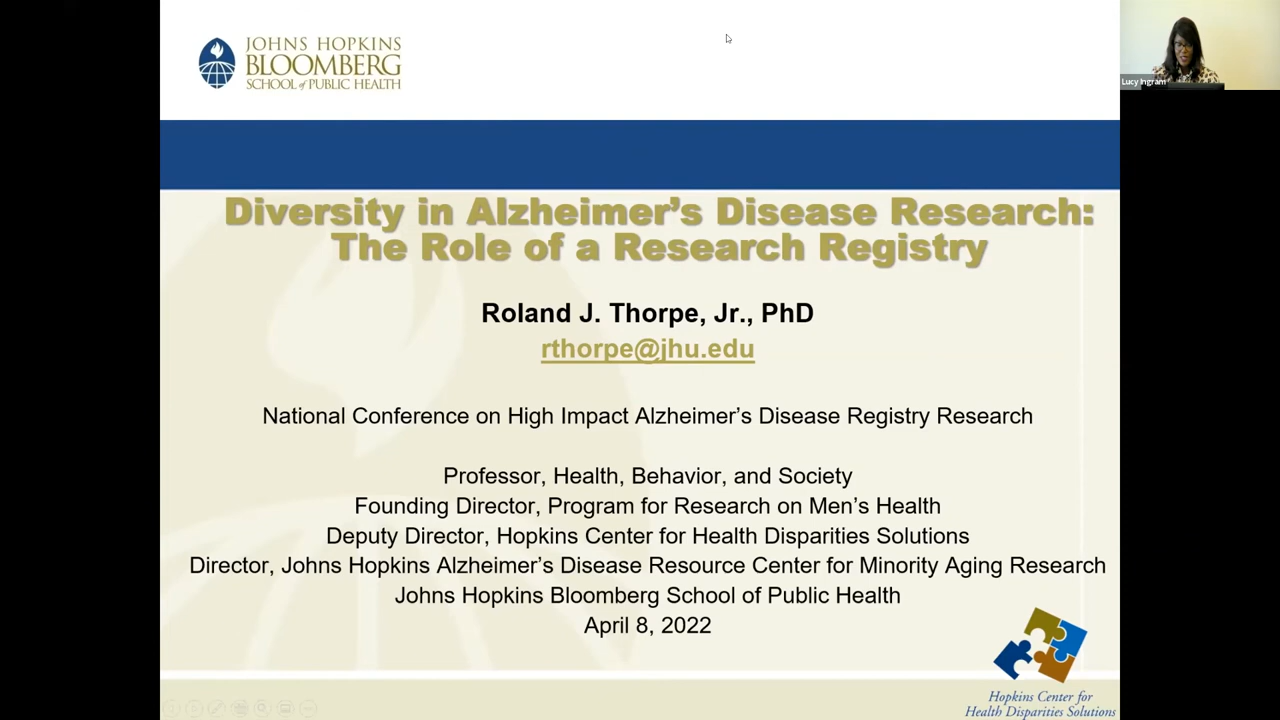 JOHNS HOPKINS
BLOOMBERG
SCHOOL of PUBLIC HEALTH
Lucy Ingram
Diversity in Alzheimer's Disease Research:
The Role of a Research Registry
Roland J. Thorpe, Jr., PhD
rthorpe@jhu.edu
National Conference on High Impact Alzheimer's Disease Registry Research
Professor, Health, Behavior, and Society
Founding Director, Program for Research on Men's Health
Deputy Director, Hopkins Center for Health Disparities Solutions
Director, Johns Hopkins Alzheimer's Disease Resource Center for Minority Aging Research
Johns Hopkins Bloomberg School of Public Health
April 8, 2022
Hopkins Center for
Health Disparities Solutions